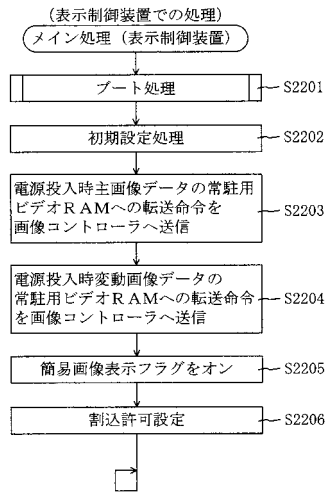 (表示制御装置での処理)
メイン処理(表示制御装置)
ブート処理
S2201
初期設定処理
S2202
電源投入時主画像データの常駐用
ビデオRAMへの転送命令を
画像コントローラへ送信
S2203
電源投入時変動画像データの
常駐用ビデオRAMへの転送命令
を画像コントローラへ送信
S2204
簡易画像表示フラグをオン
S2205
割込許可設定
S2206